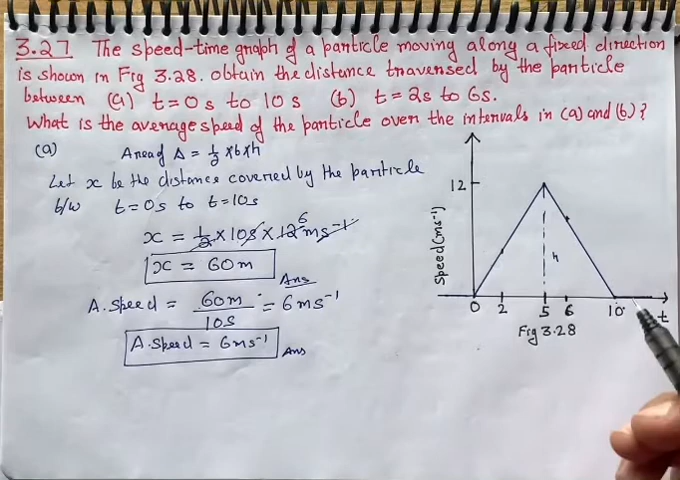 3.27 The speed-time graph of a particle moving along a fixed direction
is shown in Fig 3.28. obtain the distance traversed by the particle
between (a) t=0s to 10s (b) t=2s to 6s.
What is the average speed of the particle over the intervals in (a) and (b)?
(a) Area of Δ = 1/2 ×b×h
Let x be the distance covered by the particle
b/w t=0s to t=10s
x = 1/2 × 10s × 12 6 ms⁻¹
x = 60m
Ans
A.speed = 60m/10s = 6ms⁻¹
A.speed = 6ms⁻¹ Ans
Speed(ms⁻¹)
12
h
0 2 5 6 10 t
Fig 3.28